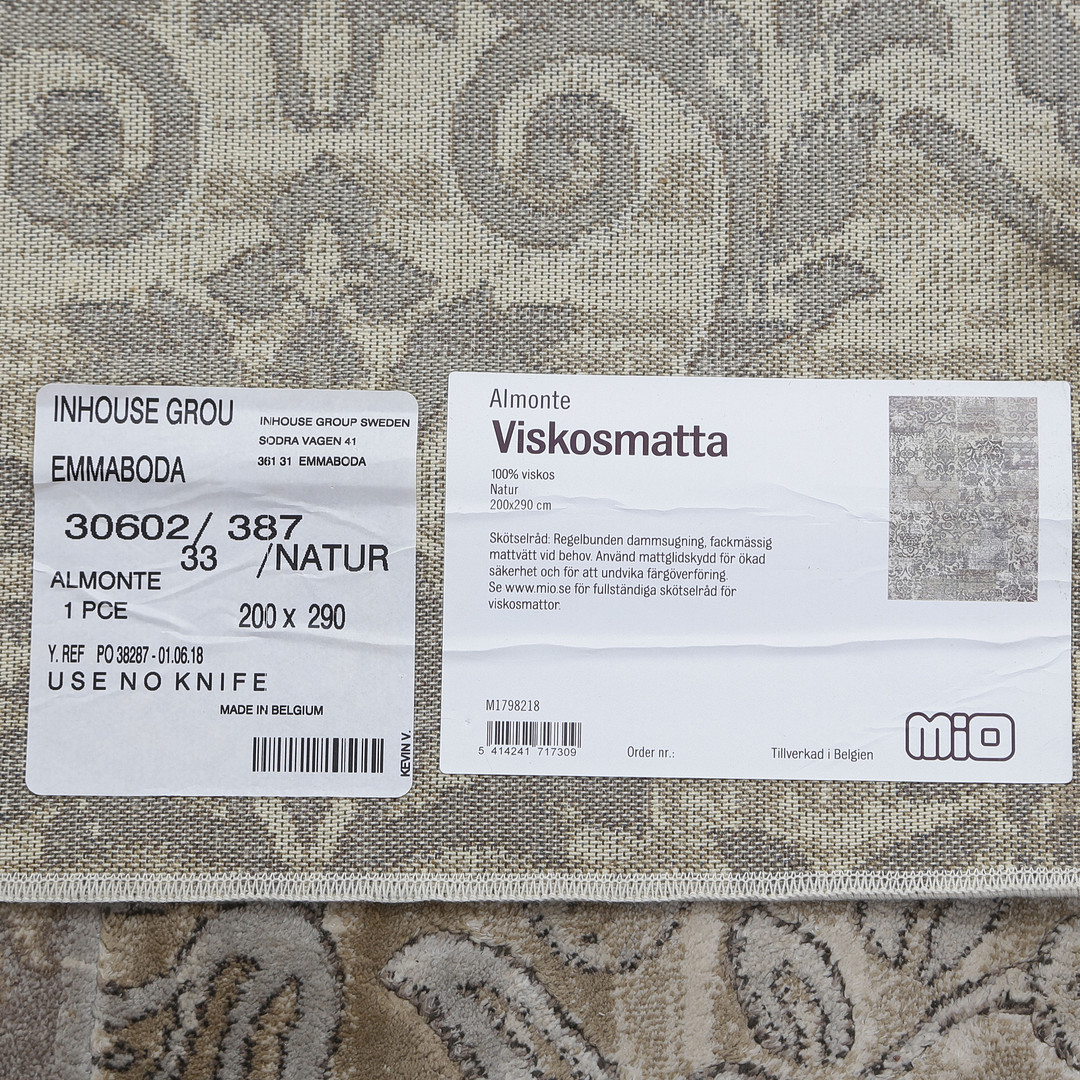 INHOUSE GROU
INHOUSE GROUP SWEDEN
SODRA VAGEN 41
361 31 EMMABODA
EMMABODA
30602/ 387
33 /NATUR
ALMONTE
1 PCE 200 x 290
Y. REF PO 38287 - 01.06.18
USE NO KNIFE
MADE IN BELGIUM
KEVIN V.
Almonte
Viskosmatta
100% viskos
Natur
200x290 cm
Skötselråd: Regelbunden dammsugning, fackmässig
mattvätt vid behov. Använd mattglidskydd för ökad
säkerhet och för att undvika färgöverföring.
Se www.mio.se för fullständiga skötselråd för
viskosmattor.
M1798218
5 414241 717309
Order nr.:
Tillverkad i Belgien
mio